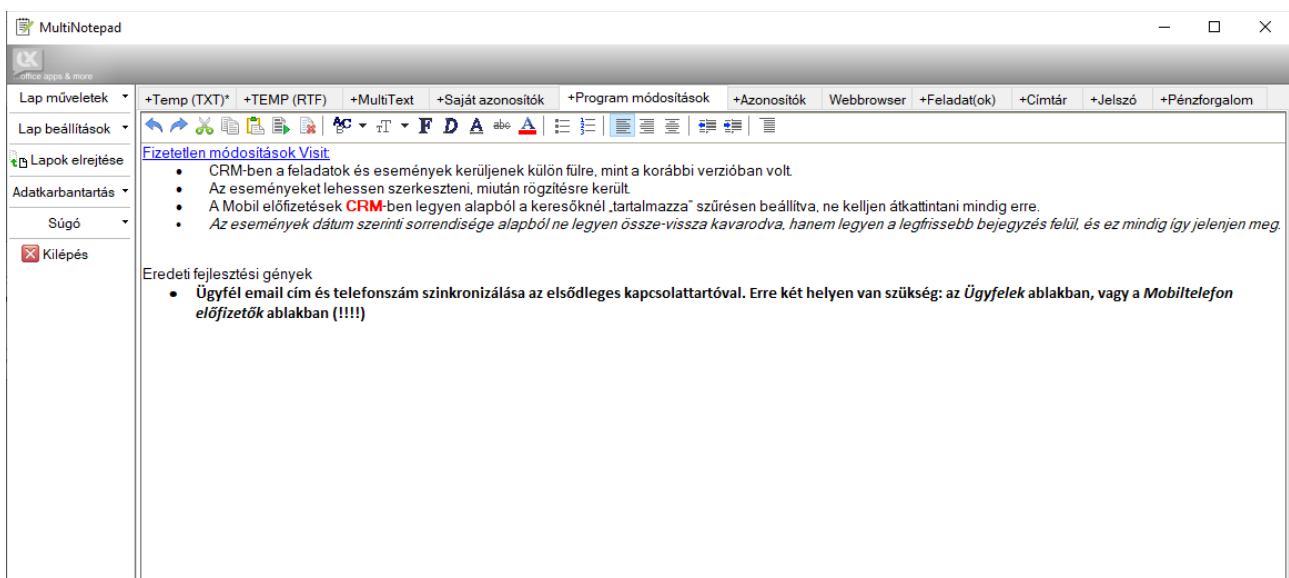 MultiNotepad
office apps & more
Lap műveletek
Lap beállítások
Lapok elrejtése
Adatkarbantartás
Súgó
Kilépés
+Temp (TXT)* +TEMP (RTF) +MultiText +Saját azonosítók +Program módosítások +Azonosítók Webbrowser +Feladat(ok) +Címtár +Jelszó +Pénzforgalom
Fizetetlen módosítások Visit:
• CRM-ben a feladatok és események kerüljenek külön fülre, mint a korábbi verzióban volt.
• Az eseményeket lehessen szerkeszteni, miután rögzítésre került.
• A Mobil előfizetések CRM-ben legyen alapból a keresőknél „tartalmazza” szűrésen beállítva, ne kelljen átkattintani mindig erre.
• Az események dátum szerinti sorrendisége alapból ne legyen össze-vissza kavarodva, hanem legyen a legfrissebb bejegyzés felül, és ez mindig így jelenjen meg.
Eredeti fejlesztési gények
• Ügyfél email cím és telefonszám szinkronizálása az elsődleges kapcsolattartóval. Erre két helyen van szükség: az Ügyfelek ablakban, vagy a Mobiltelefon
előfizetők ablakban (!!!!)